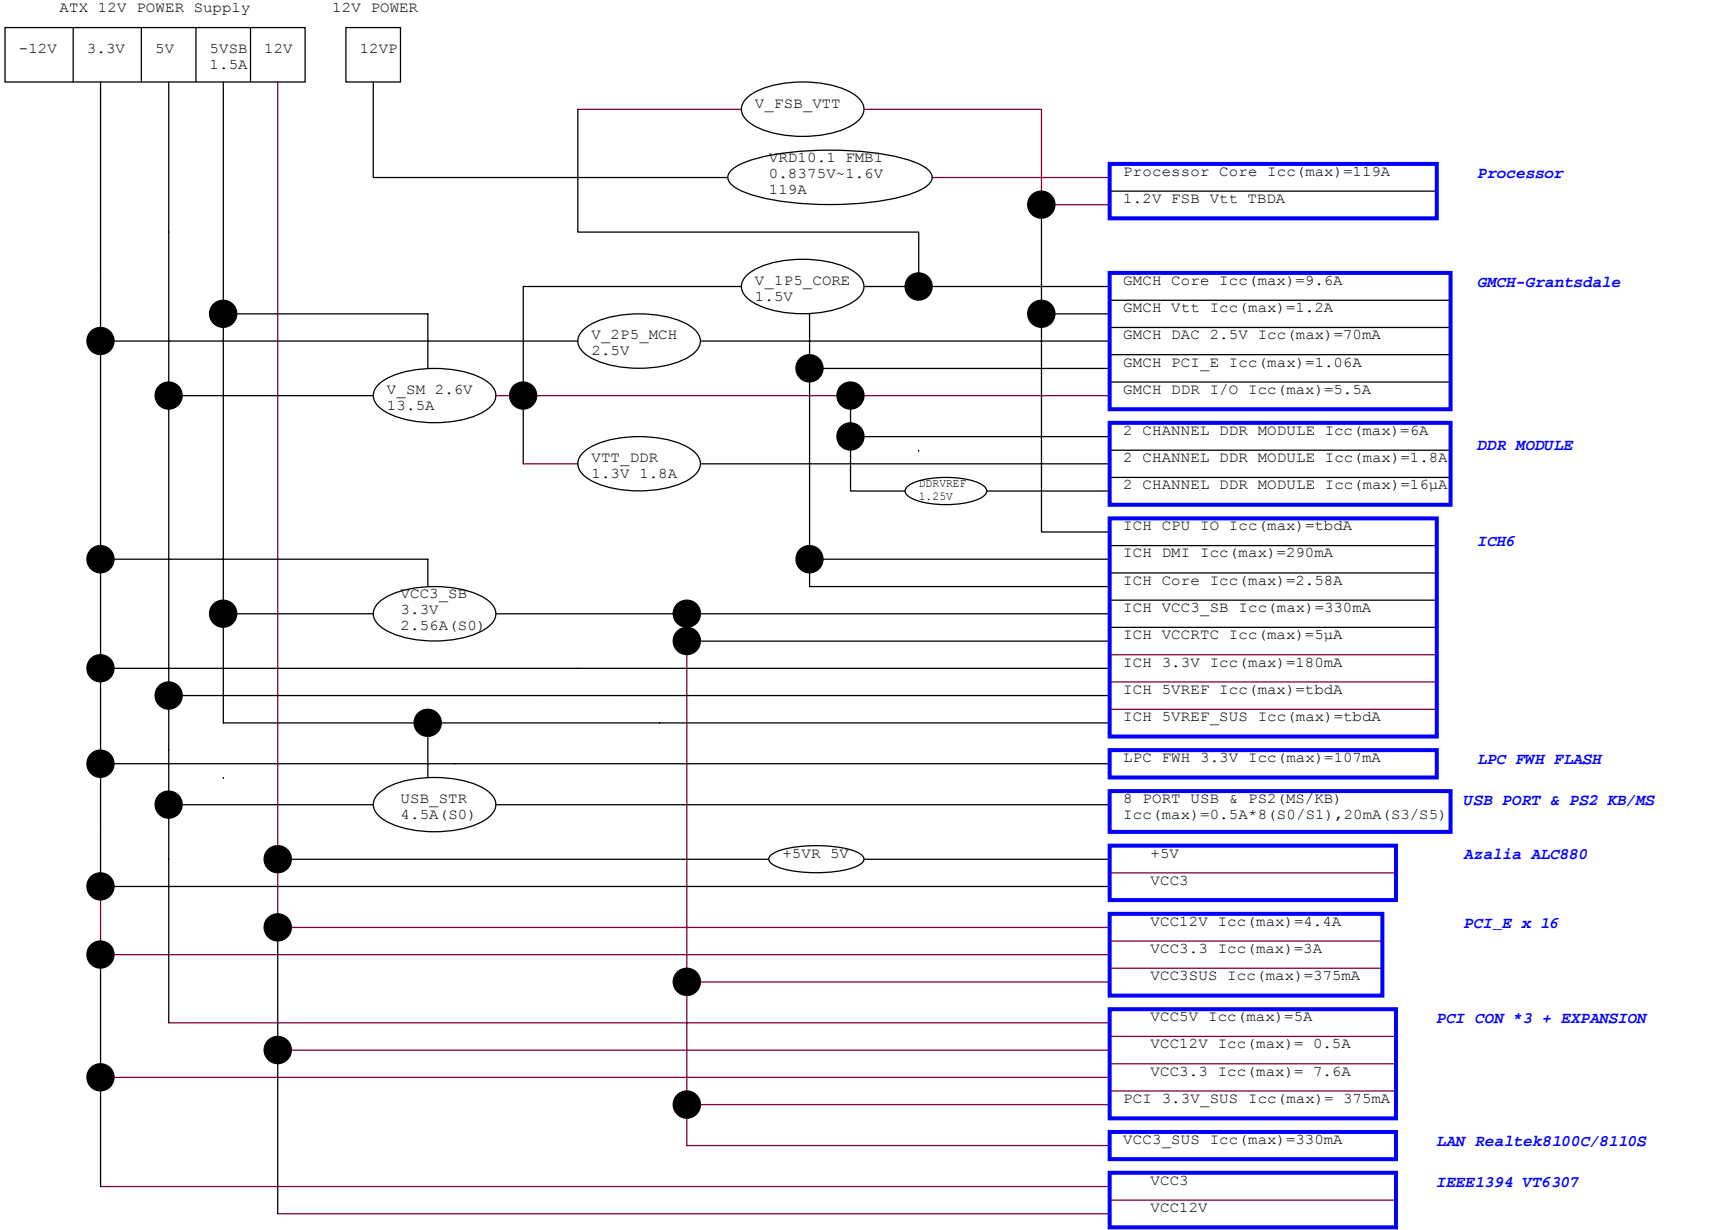 ATX 12V POWER Supply
12V POWER
-12V
3.3V
5V
5VSB
1.5A
12V
12VP
V_FSB_VTT
VRD10.1 FMB1
0.8375V~1.6V
119A
Processor Core Icc(max)=119A
1.2V FSB Vtt TBDA
Processor
V_1P5_CORE
1.5V
V_2P5_MCH
2.5V
V_SM 2.6V
13.5A
GMCH Core Icc(max)=9.6A
GMCH Vtt Icc(max)=1.2A
GMCH DAC 2.5V Icc(max)=70mA
GMCH PCI_E Icc(max)=1.06A
GMCH DDR I/O Icc(max)=5.5A
GMCH-Grantsdale
VTT_DDR
1.3V 1.8A
DDRVREF
1.25V
2 CHANNEL DDR MODULE Icc(max)=6A
2 CHANNEL DDR MODULE Icc(max)=1.8A
2 CHANNEL DDR MODULE Icc(max)=16µA
DDR MODULE
VCC3_SB
3.3V
2.56A(S0)
ICH CPU IO Icc(max)=tbdA
ICH DMI Icc(max)=290mA
ICH Core Icc(max)=2.58A
ICH VCC3_SB Icc(max)=330mA
ICH VCCRTC Icc(max)=5µA
ICH 3.3V Icc(max)=180mA
ICH 5VREF Icc(max)=tbdA
ICH 5VREF_SUS Icc(max)=tbdA
ICH6
LPC FWH 3.3V Icc(max)=107mA
LPC FWH FLASH
USB_STR
4.5A(S0)
8 PORT USB & PS2(MS/KB)
Icc(max)=0.5A*8(S0/S1),20mA(S3/S5)
USB PORT & PS2 KB/MS
+5VR 5V
+5V
VCC3
Azalia ALC880
VCC12V Icc(max)=4.4A
VCC3.3 Icc(max)=3A
VCC3SUS Icc(max)=375mA
PCI_E x 16
VCC5V Icc(max)=5A
VCC12V Icc(max)= 0.5A
VCC3.3 Icc(max)= 7.6A
PCI 3.3V_SUS Icc(max)= 375mA
PCI CON *3 + EXPANSION
VCC3_SUS Icc(max)=330mA
LAN Realtek8100C/8110S
VCC3
VCC12V
IEEE1394 VT6307